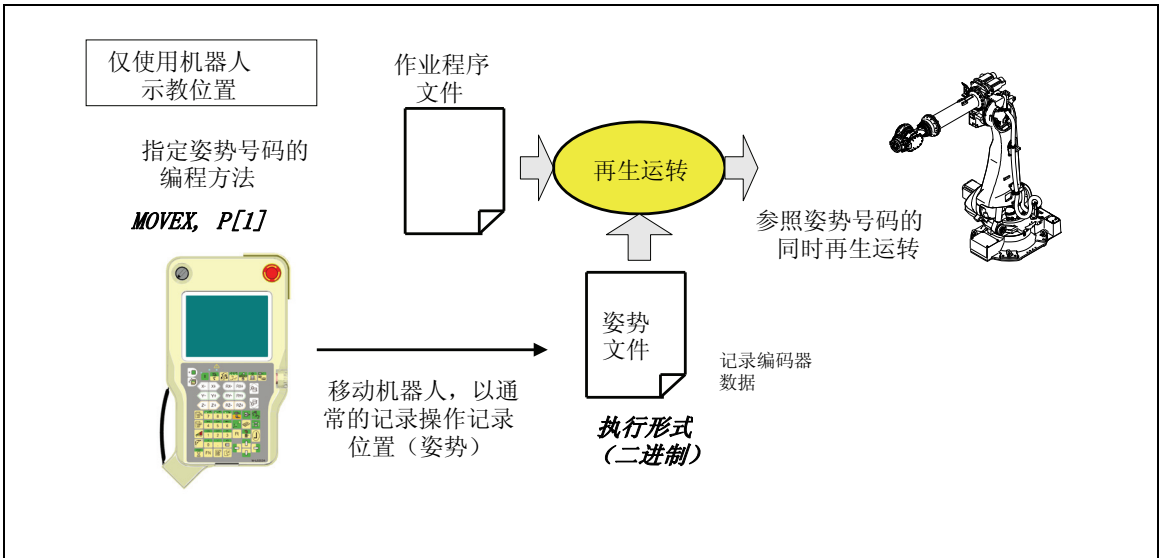 仅使用机器人
示教位置
指定姿势号码的
编程方法
MOVEX, P[1]
作业程序
文件
再生运转
参照姿势号码的
同时再生运转
姿势
文件
记录编码器
数据
移动机器人，以通
常的记录操作记录
位置（姿势）
执行形式
（二进制）